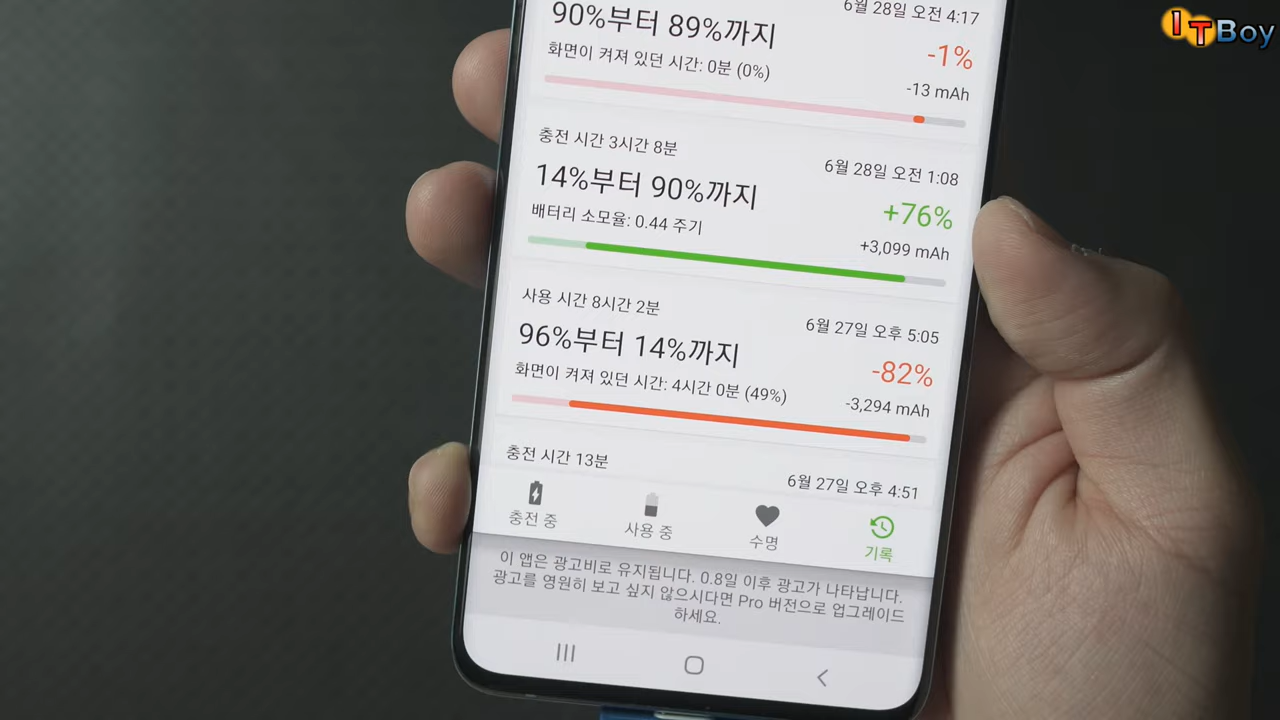 ITBoy
6월 28일 오전 4:17
90%부터 89%까지
-1%
화면이 켜져 있던 시간: 0분 (0%)
-13 mAh
충전 시간 3시간 8분
6월 28일 오전 1:08
14%부터 90%까지
+76%
배터리 소모율: 0.44 주기
+3,099 mAh
사용 시간 8시간 2분
6월 27일 오후 5:05
96%부터 14%까지
-82%
화면이 켜져 있던 시간: 4시간 0분 (49%)
-3,294 mAh
충전 시간 13분
6월 27일 오후 4:51
충전 중
사용 중
수명
기록
이 앱은 광고비로 유지됩니다. 0.8일 이후 광고가 나타납니다.
광고를 영원히 보고 싶지 않으시다면 Pro 버전으로 업그레이드
하세요.